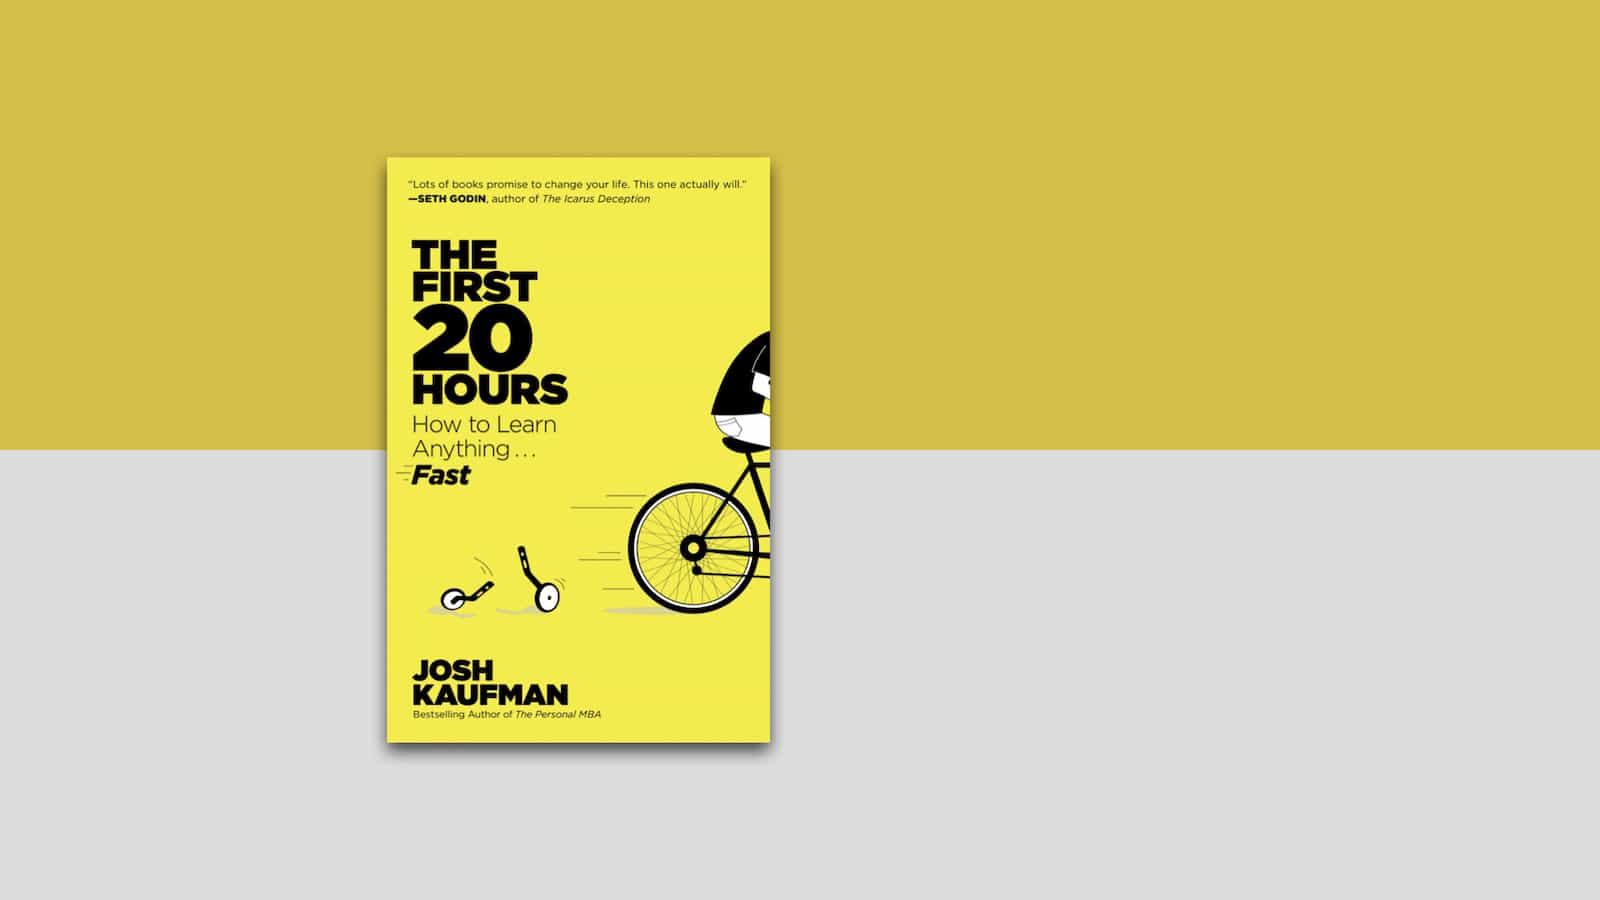 “Lots of books promise to change your life. This one actually will.”
—SETH GODIN, author of The Icarus Deception
THE
FIRST
20
HOURS
How to Learn
Anything...
Fast
JOSH
KAUFMAN
Bestselling Author of The Personal MBA